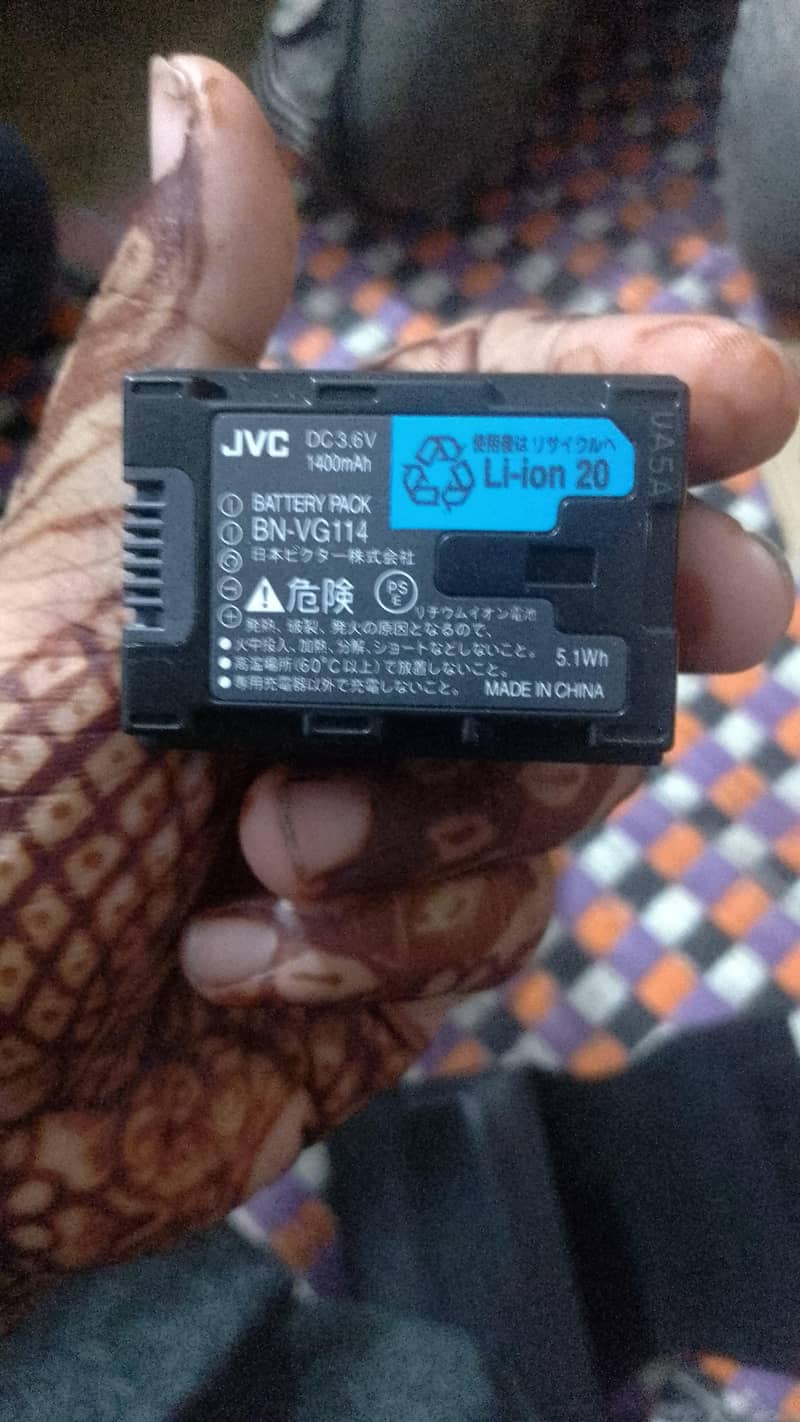 JVC DC 3.6V
1400mAh
使用後はリサイクルへ
Li-ion 20
UA5A
BATTERY PACK
BN-VG114
日本ビクター株式会社
⚠危険
PS
E
リチウムイオン電池
発熱、破裂、発火の原因となるので、
●火中投入、加熱、分解、ショートなどしないこと。
●高温場所(60°C以上)で放置しないこと。
●専用充電器以外で充電しないこと。
5.1Wh
MADE IN CHINA